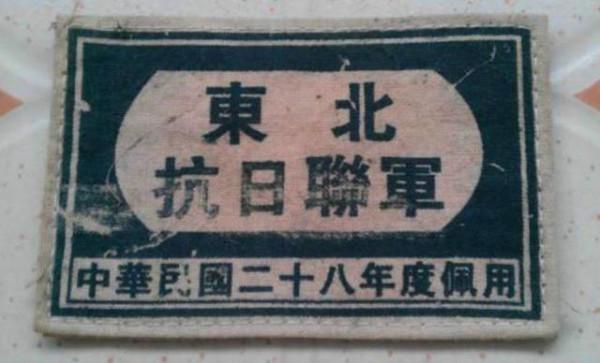 東北
抗日聯軍
中華民國二十八年度佩用